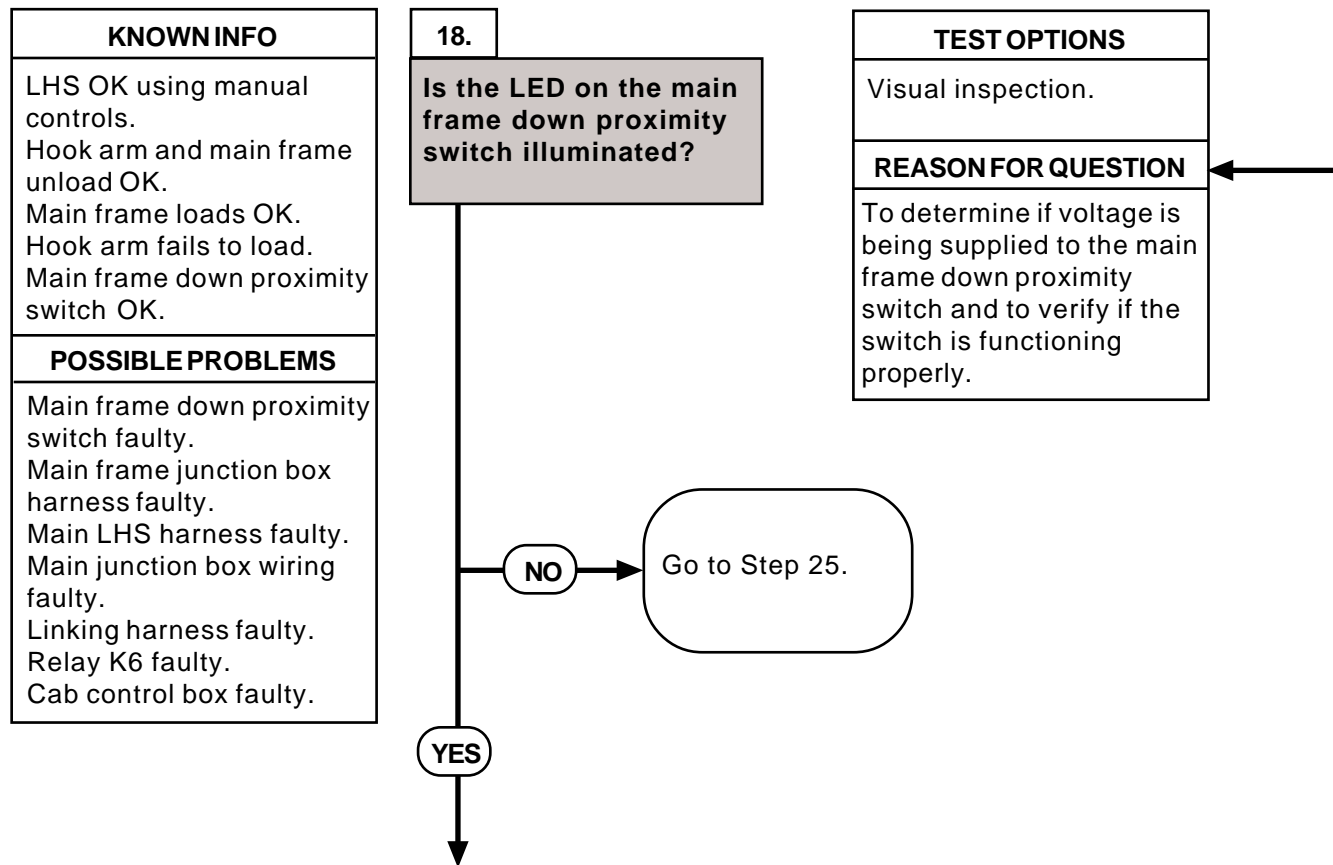 KNOWN INFO
LHS OK using manual
controls.
Hook arm and main frame
unload OK.
Main frame loads OK.
Hook arm fails to load.
Main frame down proximity
switch OK.
POSSIBLE PROBLEMS
Main frame down proximity
switch faulty.
Main frame junction box
harness faulty.
Main LHS harness faulty.
Main junction box wiring
faulty.
Linking harness faulty.
Relay K6 faulty.
Cab control box faulty.
18.
Is the LED on the main
frame down proximity
switch illuminated?
NO
Go to Step 25.
YES
TEST OPTIONS
Visual inspection.
REASON FOR QUESTION
To determine if voltage is
being supplied to the main
frame down proximity
switch and to verify if the
switch is functioning
properly.